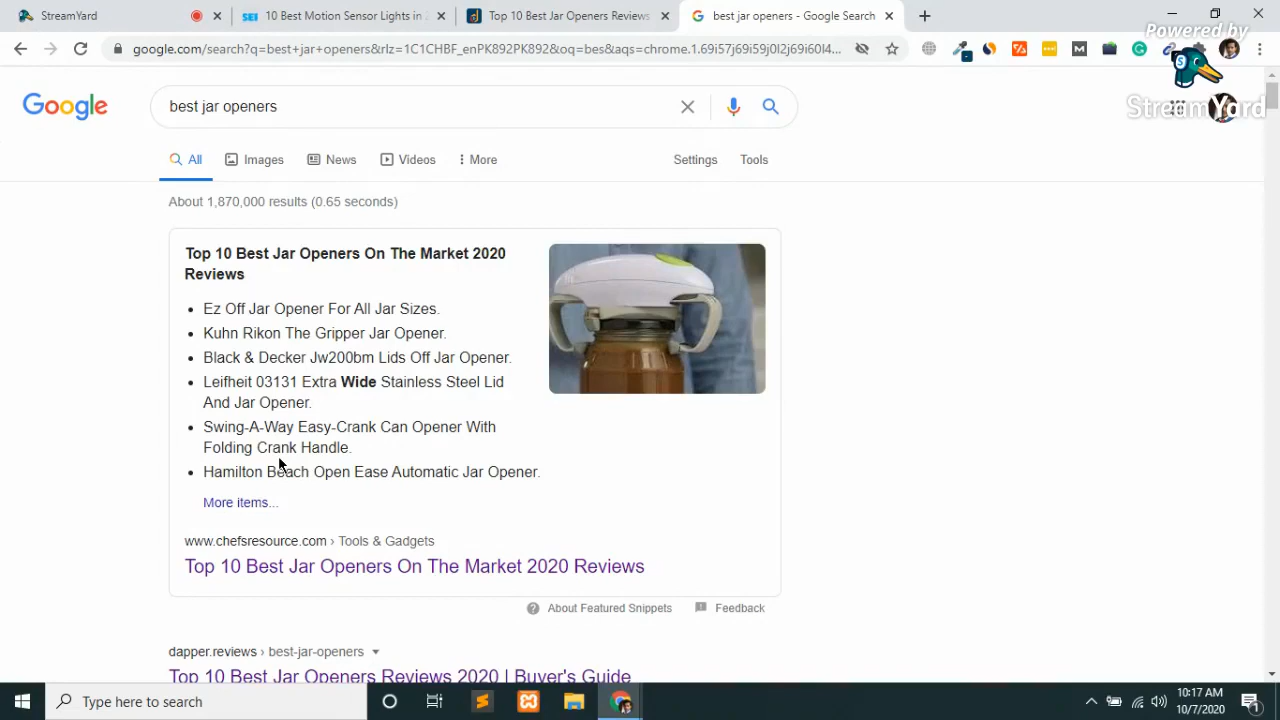 StreamYard
10 Best Motion Sensor Lights in 2
Top 10 Best Jar Openers Reviews
best jar openers - Google Search
Powered by
google.com/search?q=best+jar+openers&rlz=1C1CHBF_enPK892PK892&oq=bes&aqs=chrome.1.69i57j69i59j0l2j69i60l4...
StreamYard
Google
best jar openers
All
Images
News
Videos
More
Settings
Tools
About 1,870,000 results (0.65 seconds)
Top 10 Best Jar Openers On The Market 2020
Reviews
Ez Off Jar Opener For All Jar Sizes.
Kuhn Rikon The Gripper Jar Opener.
Black & Decker Jw200bm Lids Off Jar Opener.
Leifheit 03131 Extra Wide Stainless Steel Lid
And Jar Opener.
Swing-A-Way Easy-Crank Can Opener With
Folding Crank Handle.
Hamilton Beach Open Ease Automatic Jar Opener.
More items...
www.chefsresource.com › Tools & Gadgets
Top 10 Best Jar Openers On The Market 2020 Reviews
About Featured Snippets
Feedback
dapper.reviews › best-jar-openers
Top 10 Best Jar Openers Reviews 2020 | Buyer's Guide
Type here to search
10:17 AM
10/7/2020